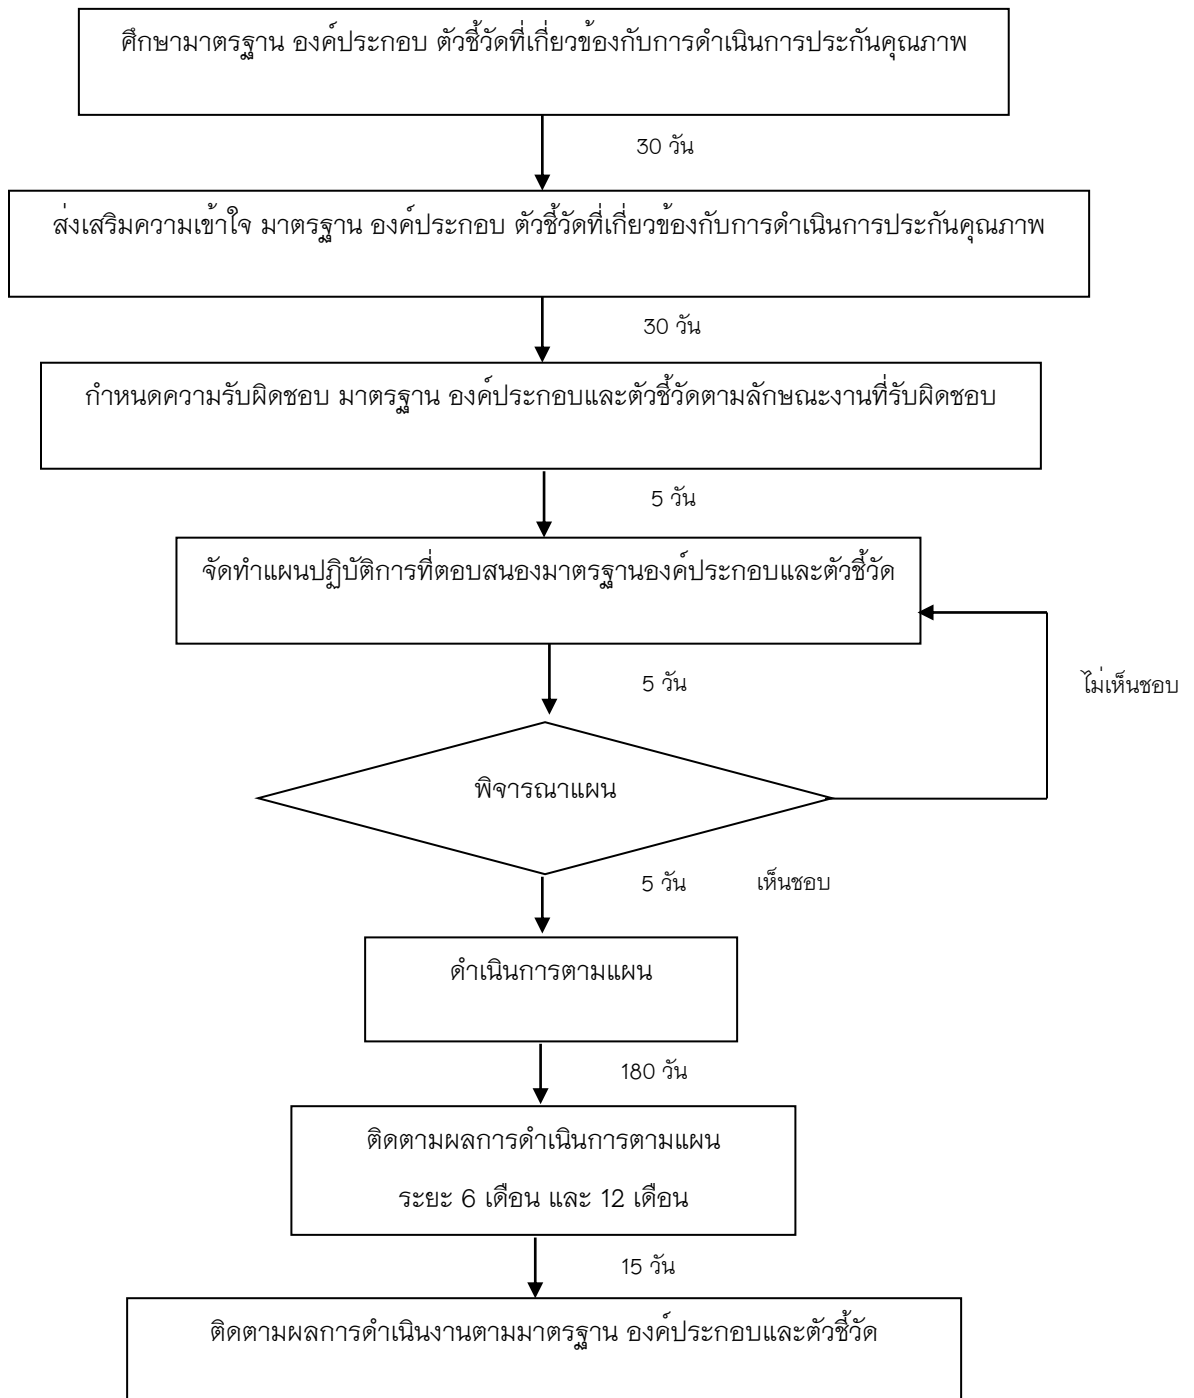 ศึกษามาตรฐาน องค์ประกอบ ตัวชี้วัดที่เกี่ยวข้องกับการดำเนินการประกันคุณภาพ
30 วัน
ส่งเสริมความเข้าใจ มาตรฐาน องค์ประกอบ ตัวชี้วัดที่เกี่ยวข้องกับการดำเนินการประกันคุณภาพ
30 วัน
กำหนดความรับผิดชอบ มาตรฐาน องค์ประกอบและตัวชี้วัดตามลักษณะงานที่รับผิดชอบ
5 วัน
จัดทำแผนปฏิบัติการที่ตอบสนองมาตรฐานองค์ประกอบและตัวชี้วัด
5 วัน
ไม่เห็นชอบ
พิจารณาแผน
5 วัน เห็นชอบ
ดำเนินการตามแผน
180 วัน
ติดตามผลการดำเนินการตามแผน
ระยะ 6 เดือน และ 12 เดือน
15 วัน
ติดตามผลการดำเนินงานตามมาตรฐาน องค์ประกอบและตัวชี้วัด